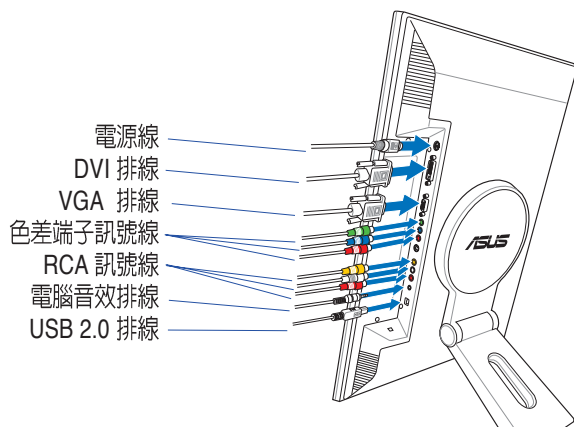 電源線
DVI 排線
VGA 排線
色差端子訊號線
RCA 訊號線
電腦音效排線
USB 2.0 排線
ASUS